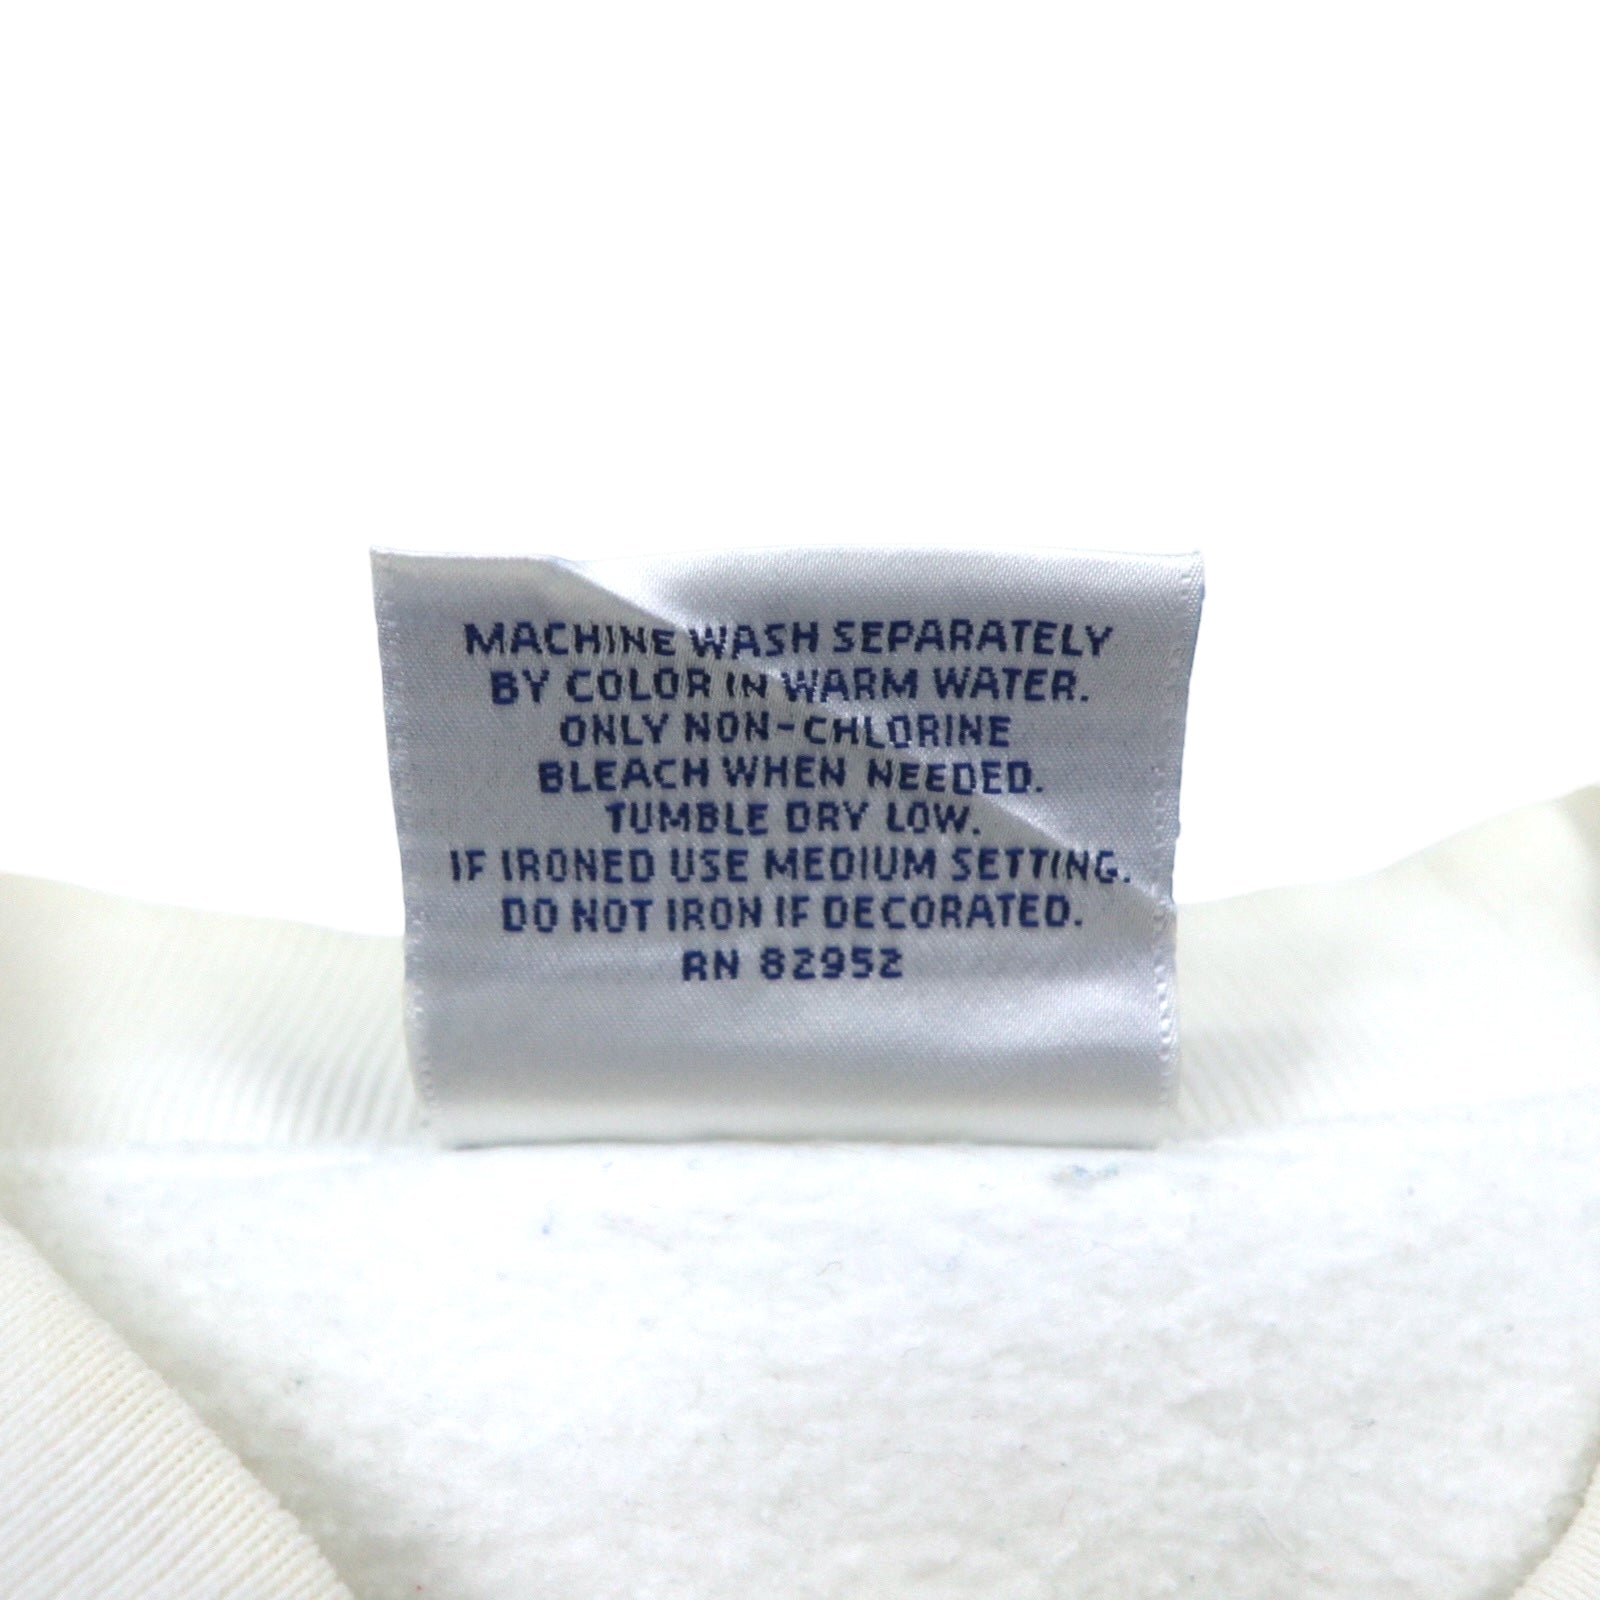 MACHINE WASH SEPARATELY
BY COLOR IN WARM WATER.
ONLY NON-CHLORINE
BLEACH WHEN NEEDED.
TUMBLE DRY LOW.
IF IRONED USE MEDIUM SETTING.
DO NOT IRON IF DECORATED.
RN 82952